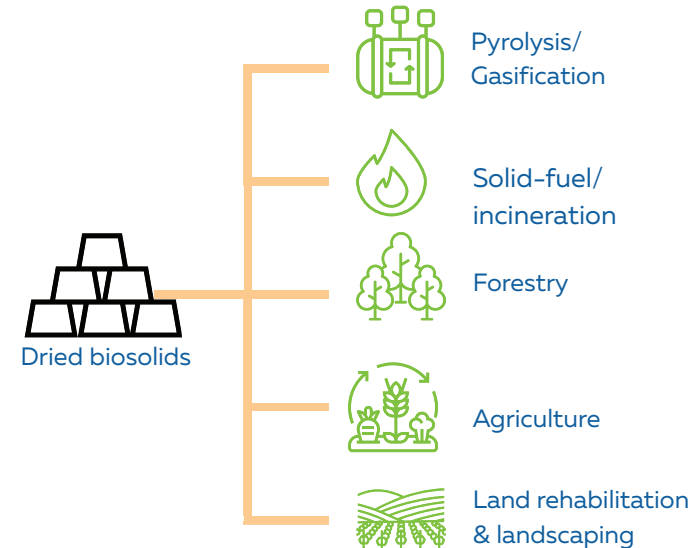 Pyrolysis/
Gasification
Solid-fuel/
incineration
Forestry
Dried biosolids
Agriculture
Land rehabilitation
& landscaping